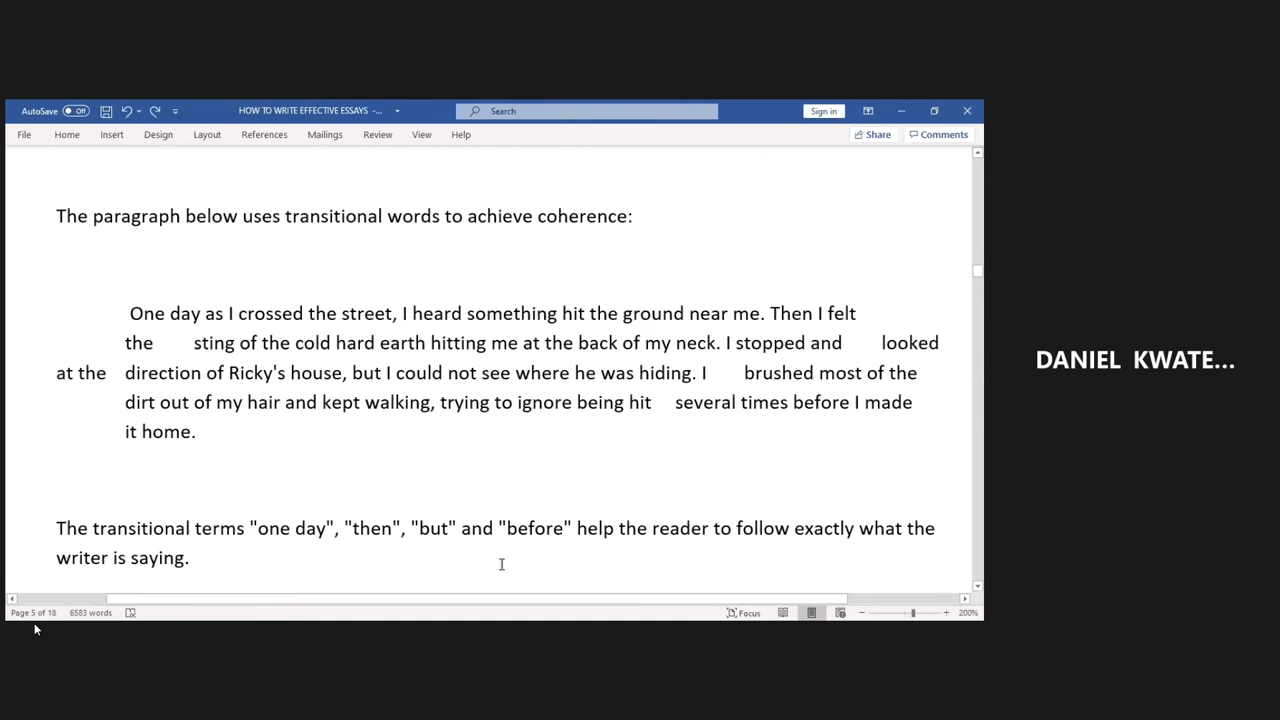 AutoSave Off HOW TO WRITE EFFECTIVE ESSAYS -... Search Sign in
File Home Insert Design Layout References Mailings Review View Help Share Comments
The paragraph below uses transitional words to achieve coherence:
One day as I crossed the street, I heard something hit the ground near me. Then I felt
the sting of the cold hard earth hitting me at the back of my neck. I stopped and looked
at the direction of Ricky's house, but I could not see where he was hiding. I brushed most of the
dirt out of my hair and kept walking, trying to ignore being hit several times before I made
it home.
The transitional terms "one day", "then", "but" and "before" help the reader to follow exactly what the
writer is saying.
Page 5 of 18 6583 words Focus 200%
DANIEL KWATE...